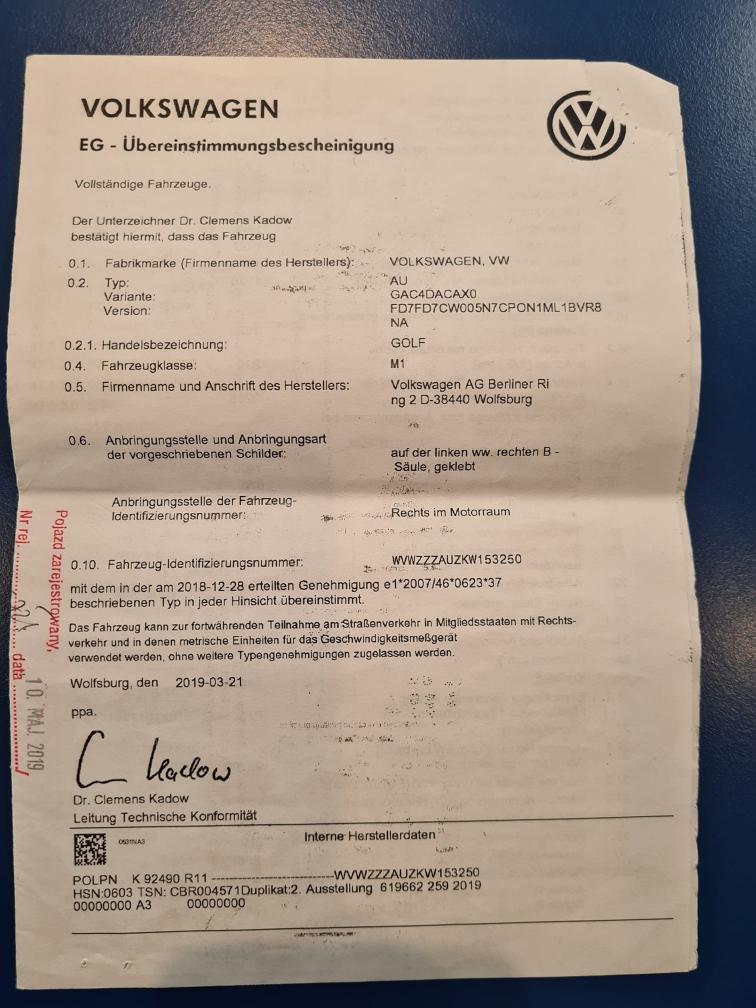 VOLKSWAGEN
EG - Übereinstimmungsbescheinigung
Vollständige Fahrzeuge.
Der Unterzeichner Dr. Clemens Kadow
bestätigt hiermit, dass das Fahrzeug
0.1. Fabrikmarke (Firmenname des Herstellers): VOLKSWAGEN, VW
0.2. Typ: AU
Variante: GAC4DACAX0
Version: FD7FD7CW005N7CPON1ML1BVR8
NA
0.2.1. Handelsbezeichnung: GOLF
0.4. Fahrzeugklasse: M1
0.5. Firmenname und Anschrift des Herstellers: Volkswagen AG Berliner Ri
ng 2 D-38440 Wolfsburg
0.6. Anbringungsstelle und Anbringungsart auf der linken ww. rechten B -
der vorgeschriebenen Schilder: Säule, geklebt
Anbringungsstelle der Fahrzeug-
Identifizierungsnummer: Rechts im Motorraum
0.10. Fahrzeug-Identifizierungsnummer: WVWZZZAUZKW153250
mit dem in der am 2018-12-28 erteilten Genehmigung e1*2007/46*0623*37
beschriebenen Typ in jeder Hinsicht übereinstimmt.
Das Fahrzeug kann zur fortwährenden Teilnahme am Straßenverkehr in Mitgliedsstaaten mit Rechts-
verkehr und in denen metrische Einheiten für das Geschwindigkeitsmeßgerät
verwendet werden, ohne weitere Typengenehmigungen zugelassen werden.
Wolfsburg, den 2019-03-21
ppa.
Kadow
Dr. Clemens Kadow
Leitung Technische Konformität
Interne Herstellerdaten
POLPN K 92490 R11 ------------------------------WVWZZZAUZKW153250
HSN:0603 TSN: CBR004571Duplikat:2. Ausstellung 619662 259 2019
00000000 A3 00000000
Pojazd zarejestrowany,
Nr rej. data 10. MAJ 2019